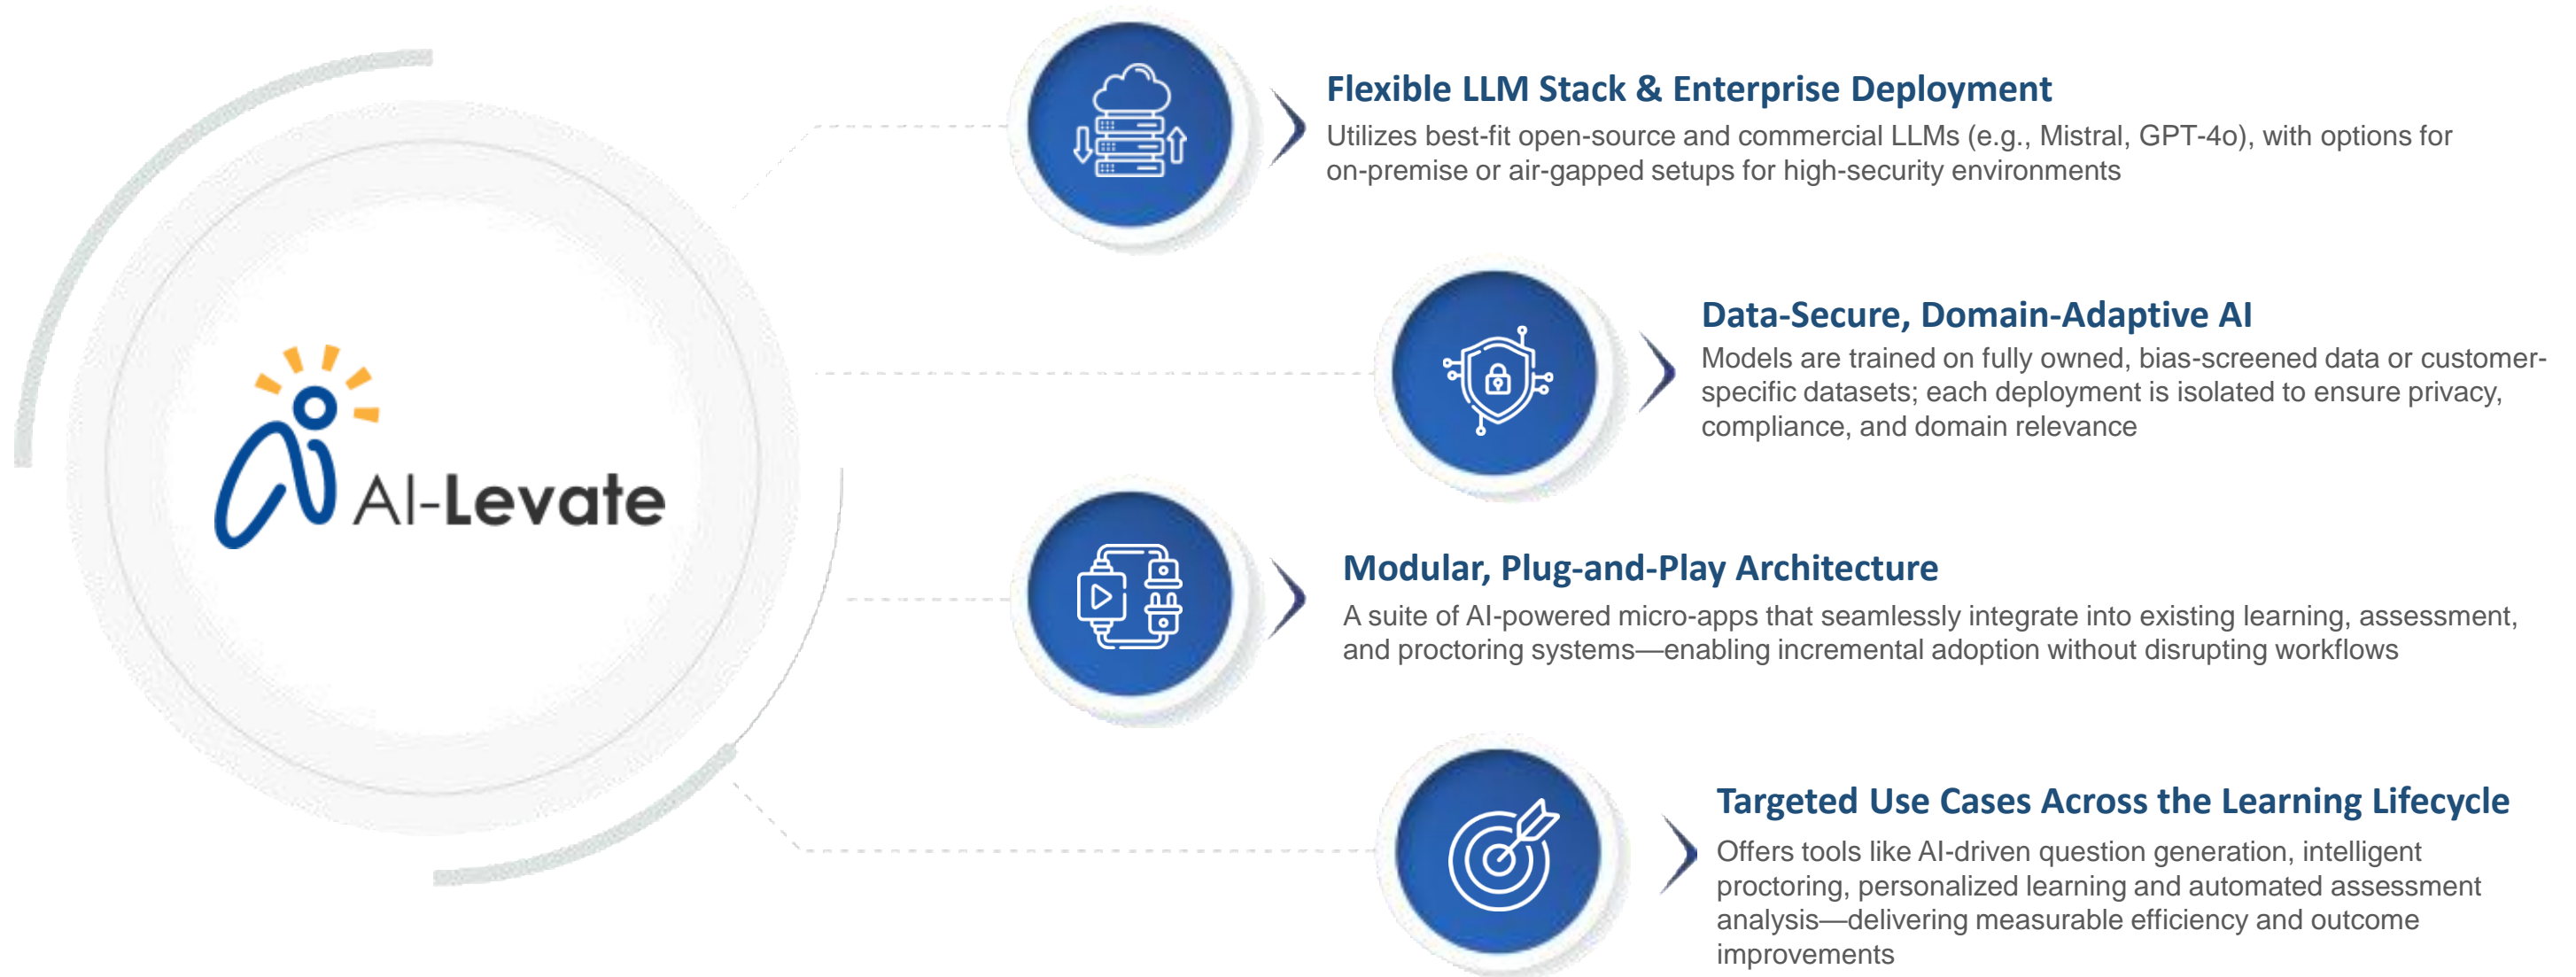 AI-Levate
Flexible LLM Stack & Enterprise Deployment
Utilizes best-fit open-source and commercial LLMs (e.g., Mistral, GPT-4o), with options for
on-premise or air-gapped setups for high-security environments
Data-Secure, Domain-Adaptive AI
Models are trained on fully owned, bias-screened data or customer-
specific datasets; each deployment is isolated to ensure privacy,
compliance, and domain relevance
Modular, Plug-and-Play Architecture
A suite of AI-powered micro-apps that seamlessly integrate into existing learning, assessment,
and proctoring systems—enabling incremental adoption without disrupting workflows
Targeted Use Cases Across the Learning Lifecycle
Offers tools like AI-driven question generation, intelligent
proctoring, personalized learning and automated assessment
analysis—delivering measurable efficiency and outcome
improvements